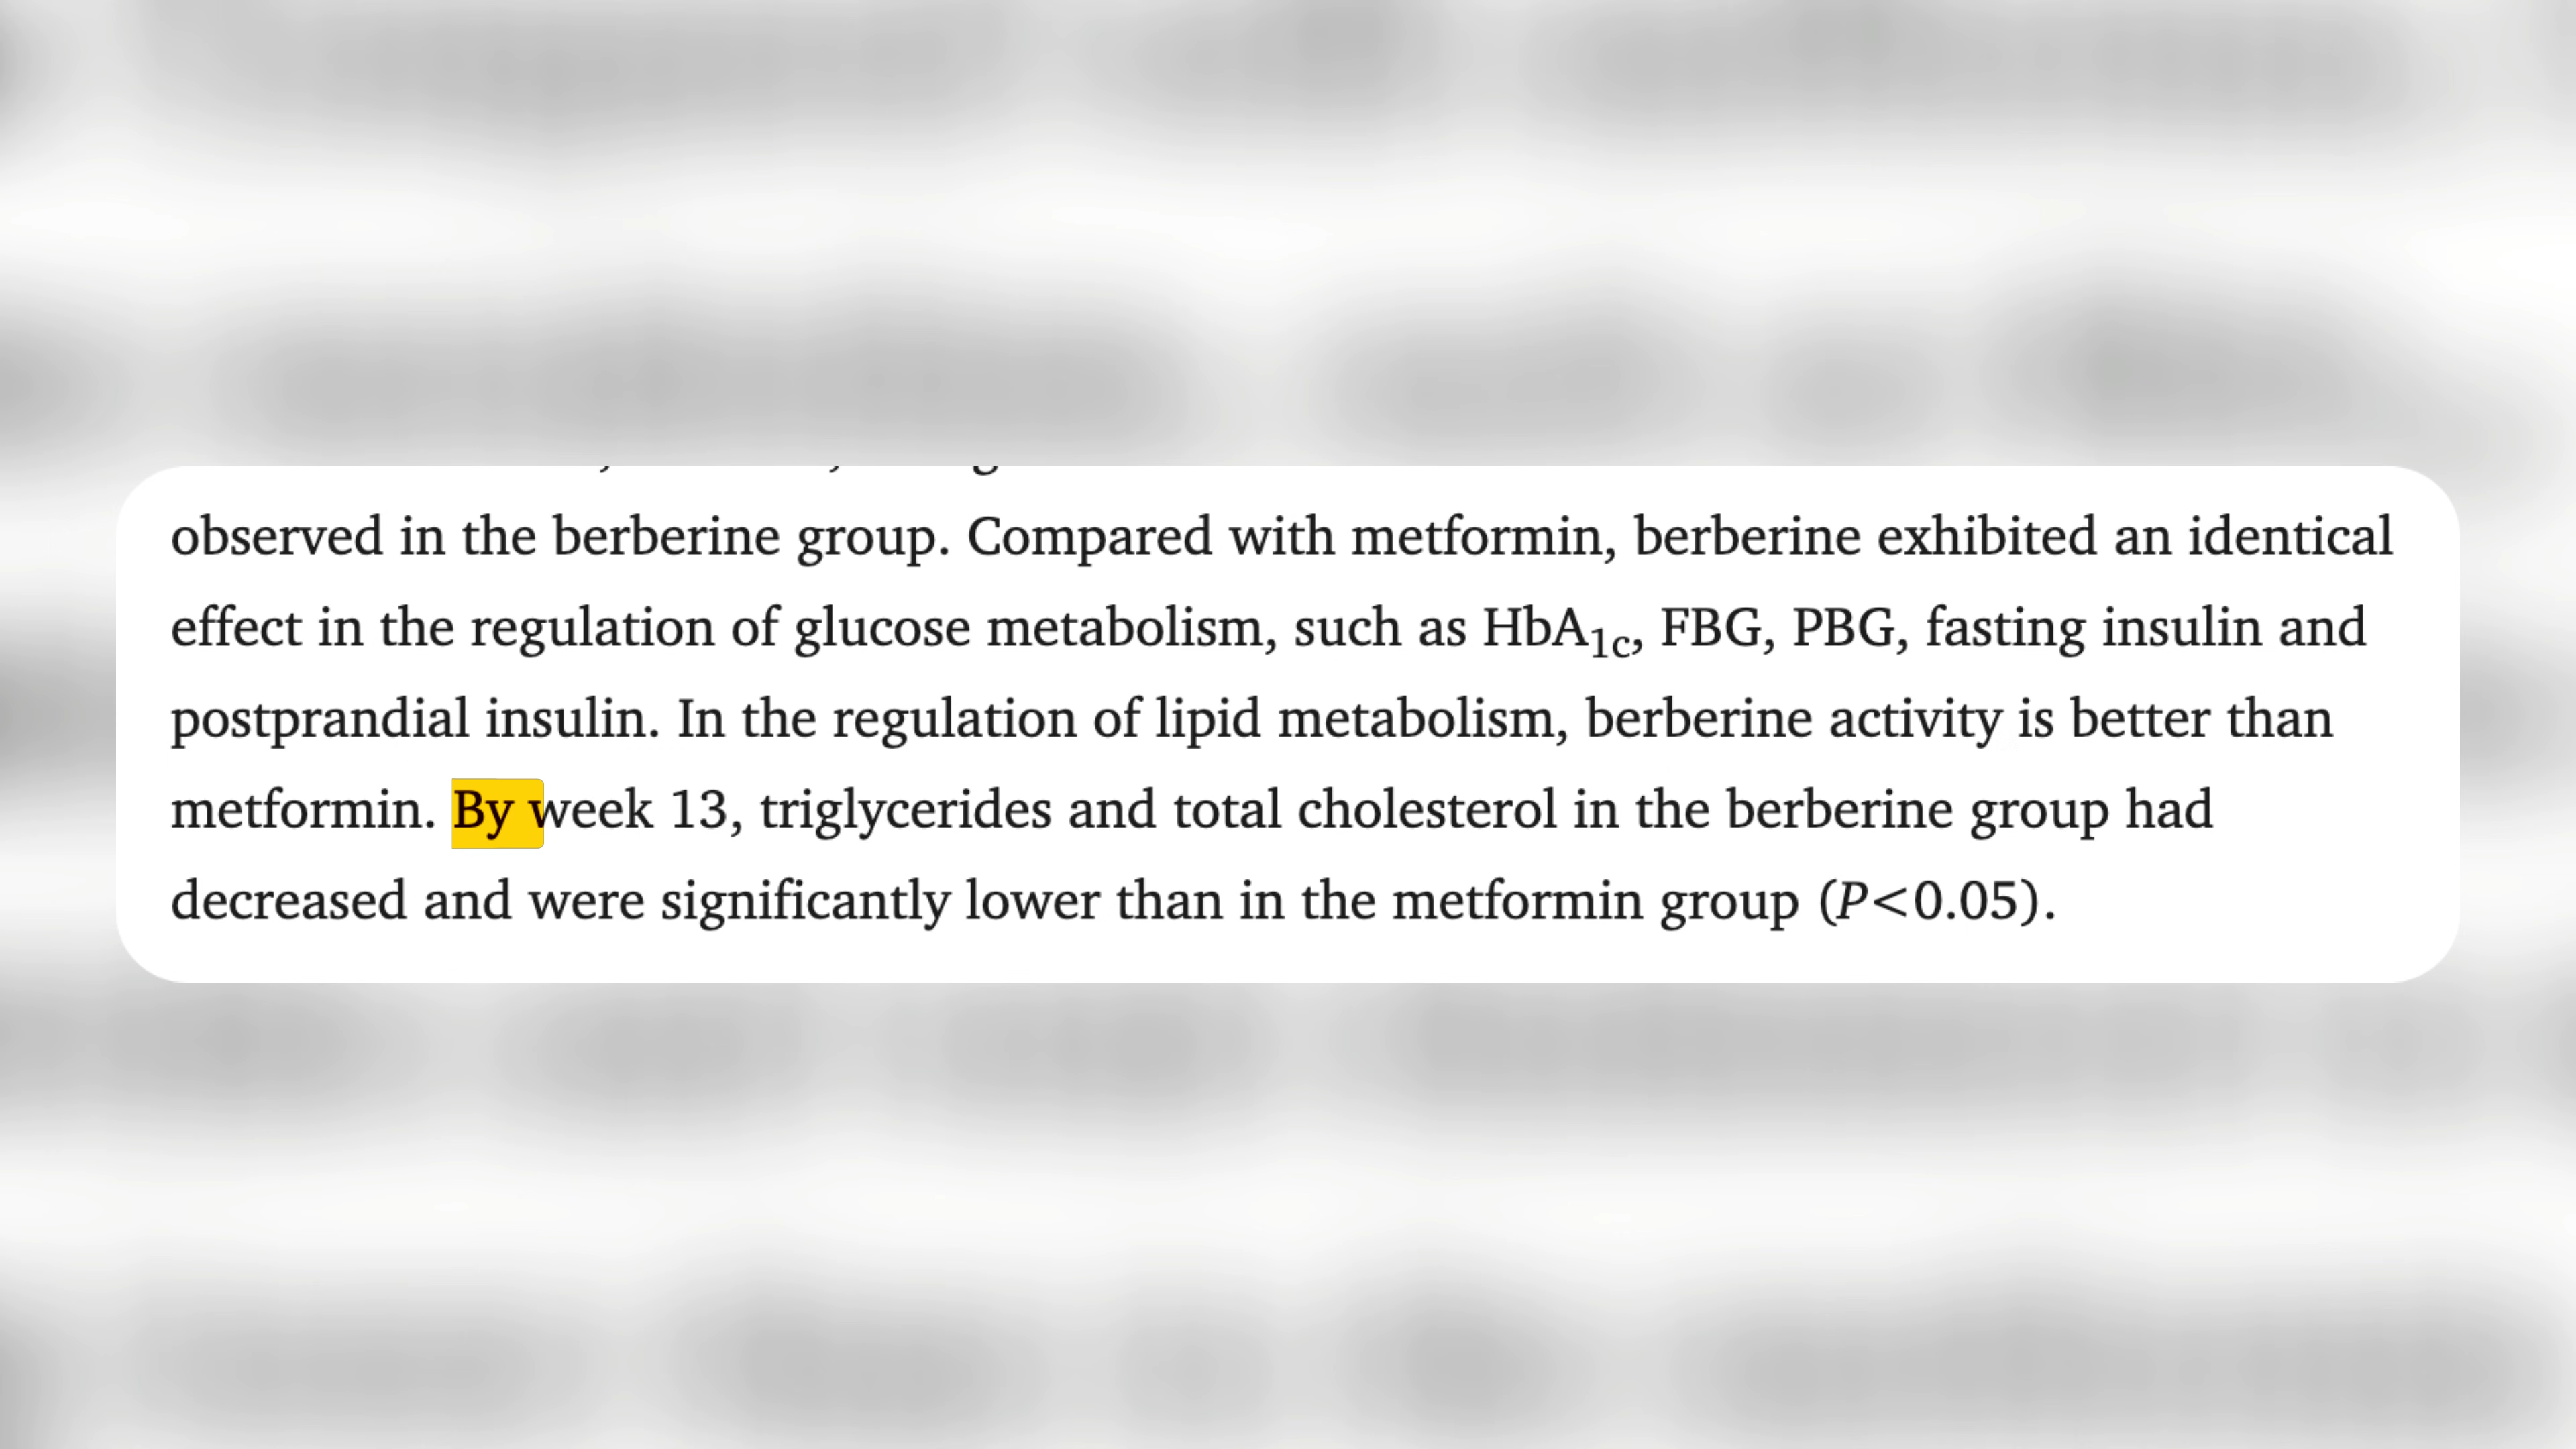 observed in the berberine group. Compared with metformin, berberine exhibited an identical
effect in the regulation of glucose metabolism, such as HbA1c, FBG, PBG, fasting insulin and
postprandial insulin. In the regulation of lipid metabolism, berberine activity is better than
metformin. By week 13, triglycerides and total cholesterol in the berberine group had
decreased and were significantly lower than in the metformin group (P<0.05).